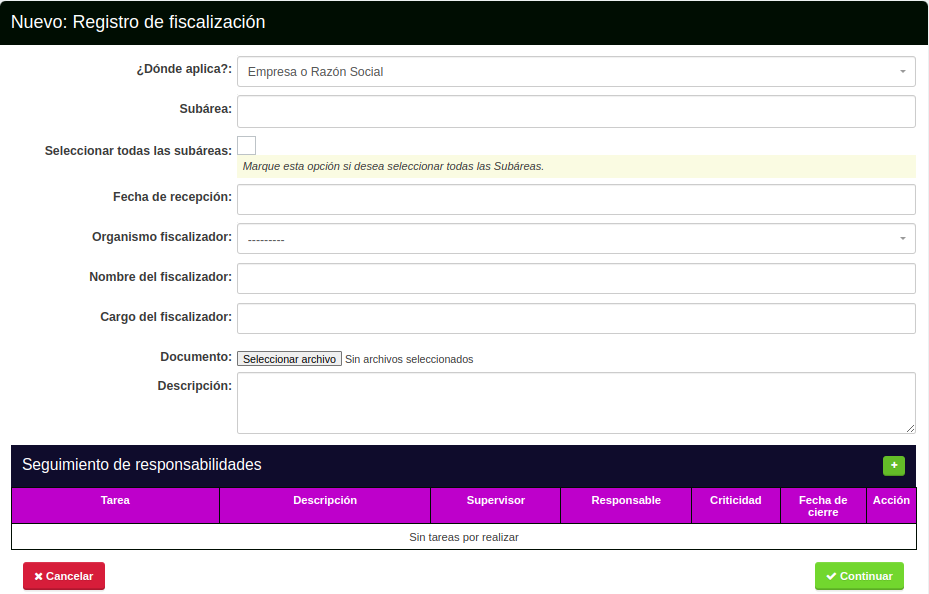 Nuevo: Registro de fiscalización
¿Dónde aplica?: Empresa o Razón Social
Subárea:
Seleccionar todas las subáreas:
Marque esta opción si desea seleccionar todas las Subáreas.
Fecha de recepción:
Organismo fiscalizador: ---------
Nombre del fiscalizador:
Cargo del fiscalizador:
Documento: Seleccionar archivo Sin archivos seleccionados
Descripción:
Seguimiento de responsabilidades +
Tarea Descripción Supervisor Responsable Criticidad Fecha de cierre Acción
Sin tareas por realizar
Cancelar Continuar